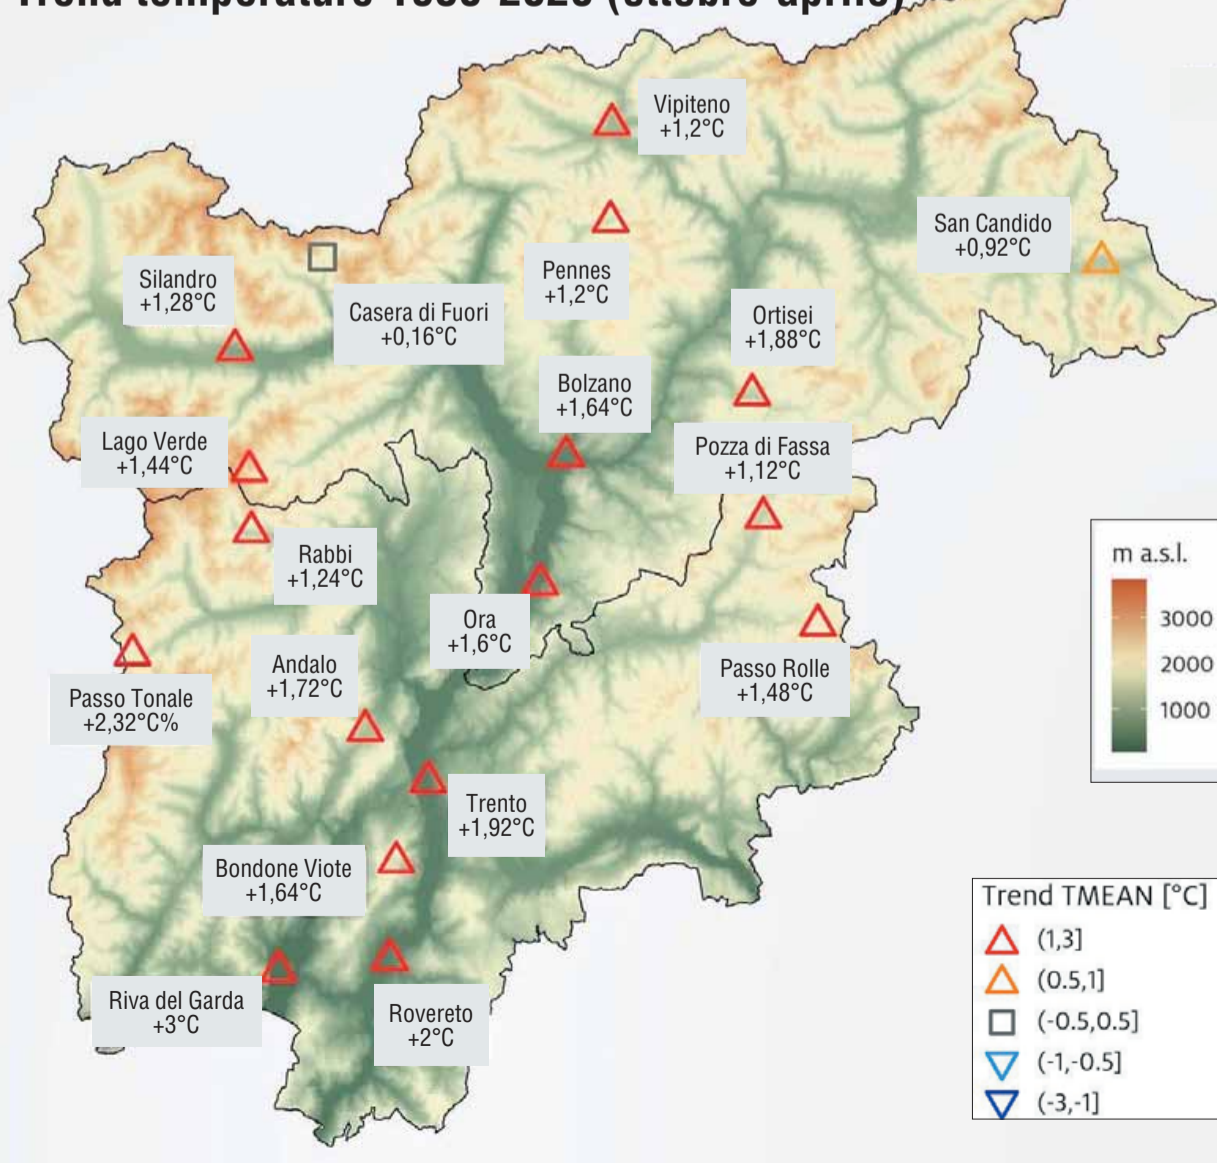 (ottobre-aprile)
Vipiteno
+1,2°C
San Candido
+0,92°C
Silandro
+1,28°C
Pennes
+1,2°C
Casera di Fuori
+0,16°C
Ortisei
+1,88°C
Bolzano
+1,64°C
Lago Verde
+1,44°C
Pozza di Fassa
+1,12°C
Rabbi
+1,24°C
Ora
+1,6°C
Andalo
+1,72°C
Passo Rolle
+1,48°C
Passo Tonale
+2,32°C%
Trento
+1,92°C
Bondone Viote
+1,64°C
Riva del Garda
+3°C
Rovereto
+2°C
m a.s.l.
3000
2000
1000
Trend TMEAN [°C]
(1,3]
(0.5,1]
(-0.5,0.5]
(-1,-0.5]
(-3,-1]